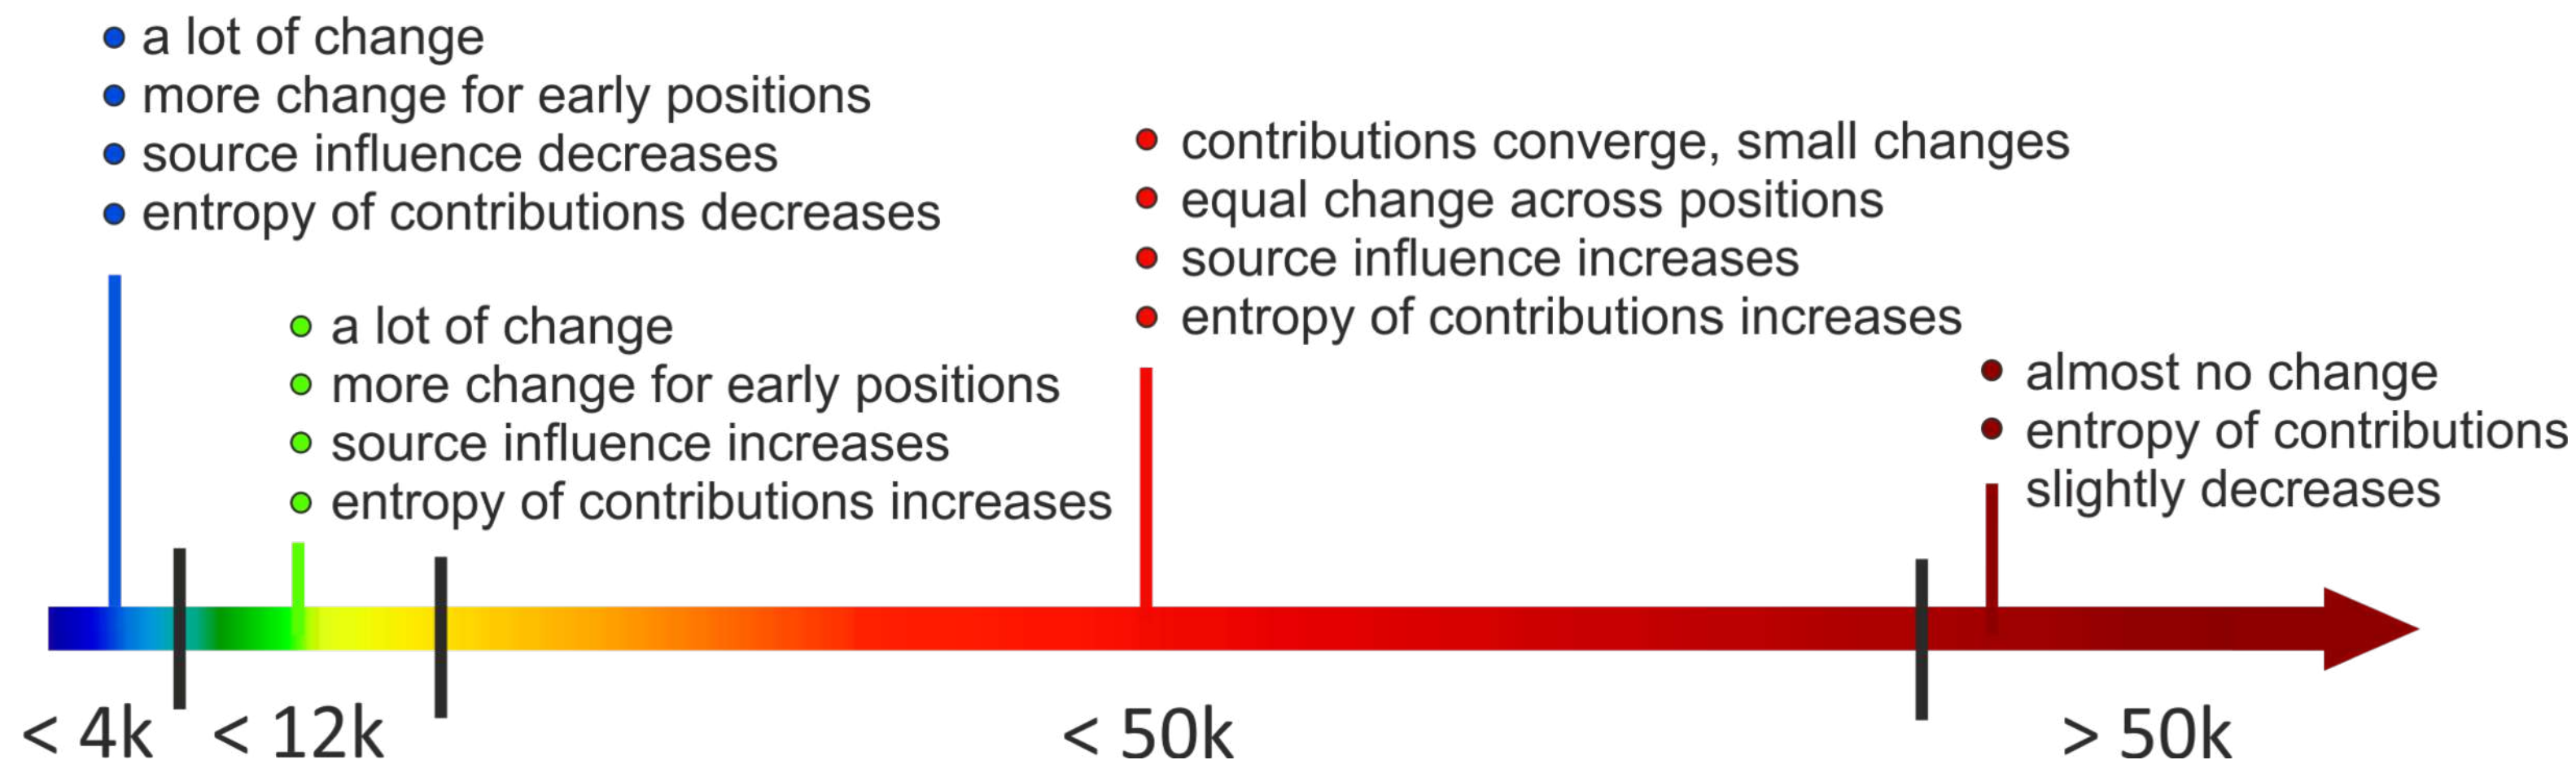 a lot of change
more change for early positions
source influence decreases
entropy of contributions decreases
a lot of change
more change for early positions
source influence increases
entropy of contributions increases
contributions converge, small changes
equal change across positions
source influence increases
entropy of contributions increases
almost no change
entropy of contributions
slightly decreases
< 4k
< 12k
< 50k
> 50k